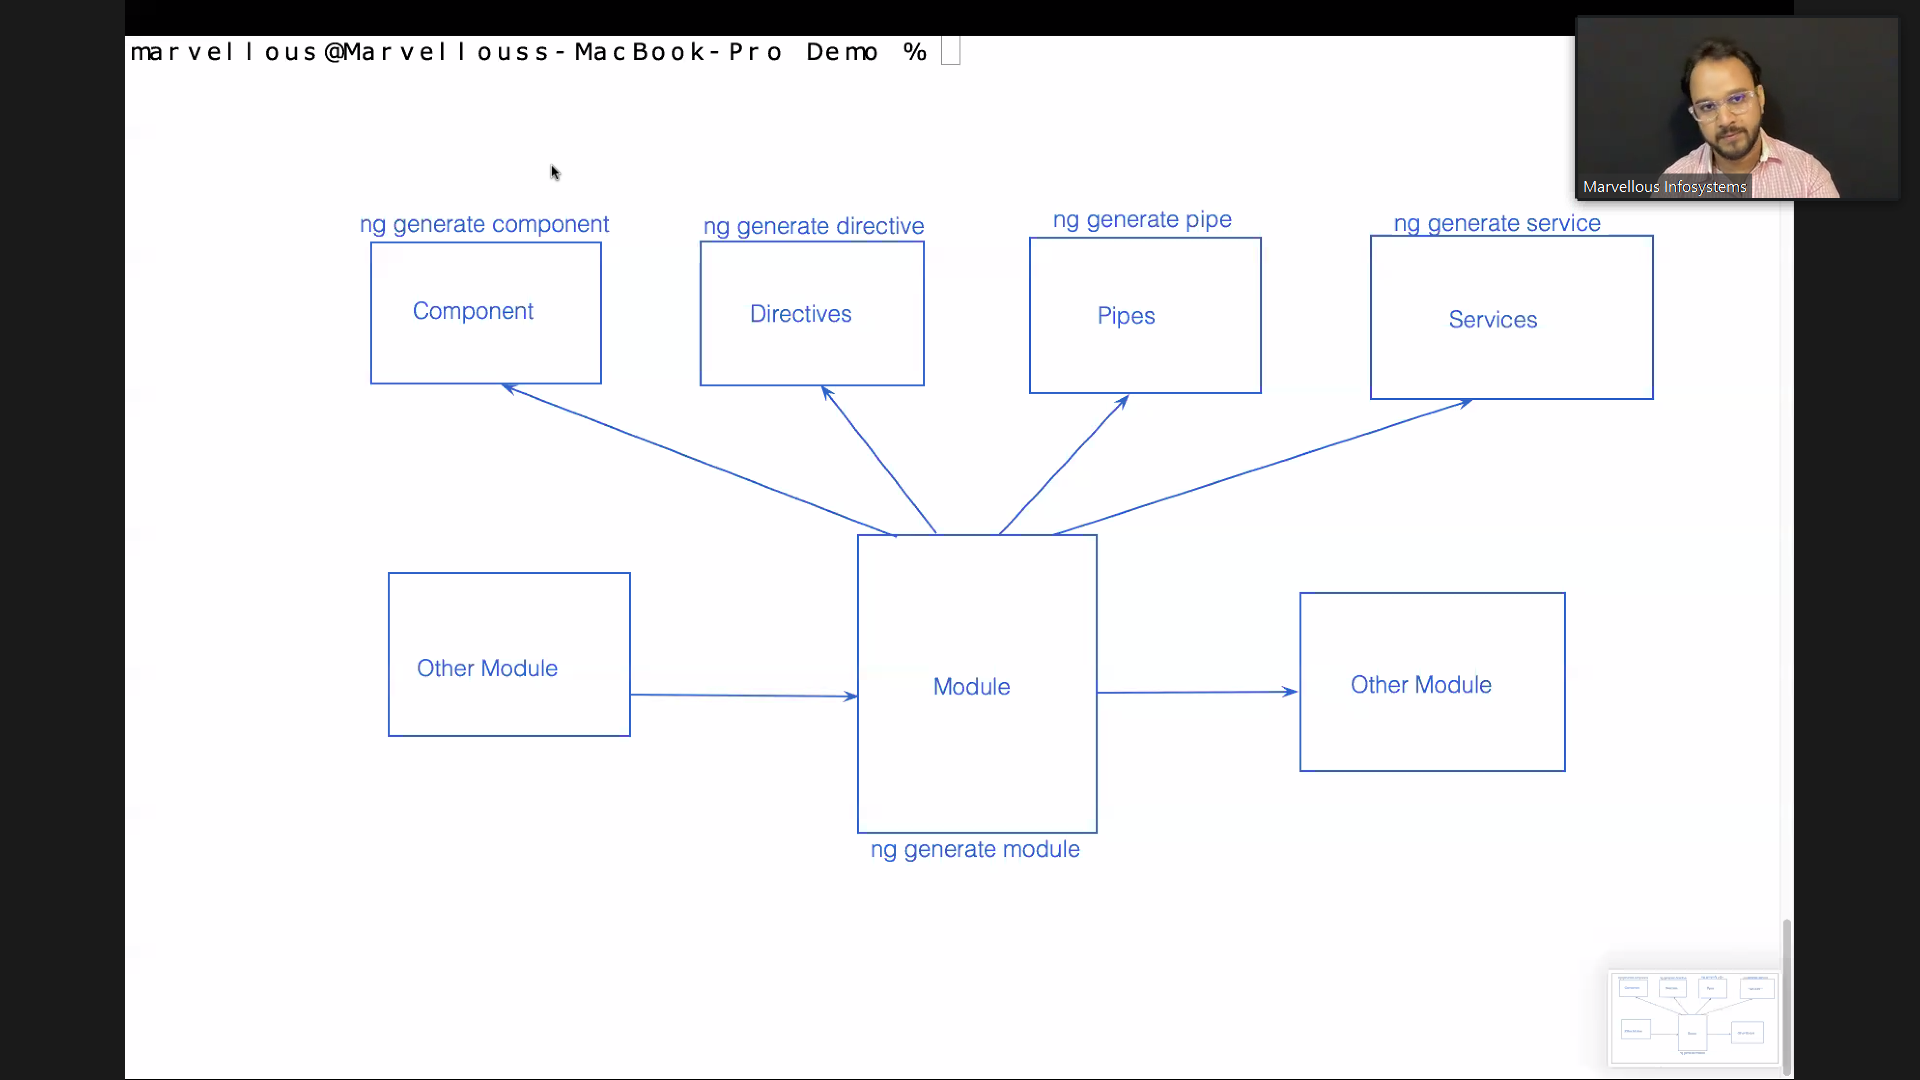 marvellous@Marvellouss-MacBook-Pro Demo %
Marvellous Infosystems
ng generate component
ng generate directive
ng generate pipe
ng generate service
Component
Directives
Pipes
Services
Other Module
Module
Other Module
ng generate module